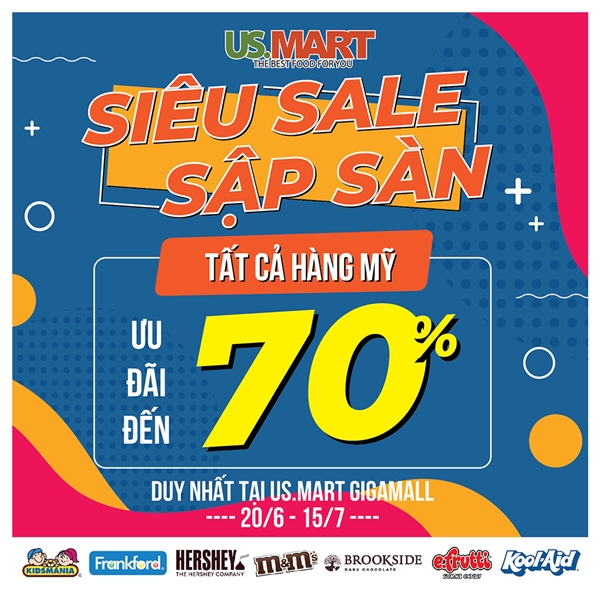 US.MART
THE BEST FOOD FOR YOU
SIÊU SALE
SẬP SÀN
TẤT CẢ HÀNG MỸ
ƯU
ĐÃI
ĐẾN
70%
DUY NHẤT TẠI US.MART GIGAMALL
---- 20/6 - 15/7 ----
KIDSMANIA
Frankford.
HERSHEY
THE HERSHEY COMPANY
m&m's
BROOKSIDE
DARK CHOCOLATE
e.frutti
Kool-Aid